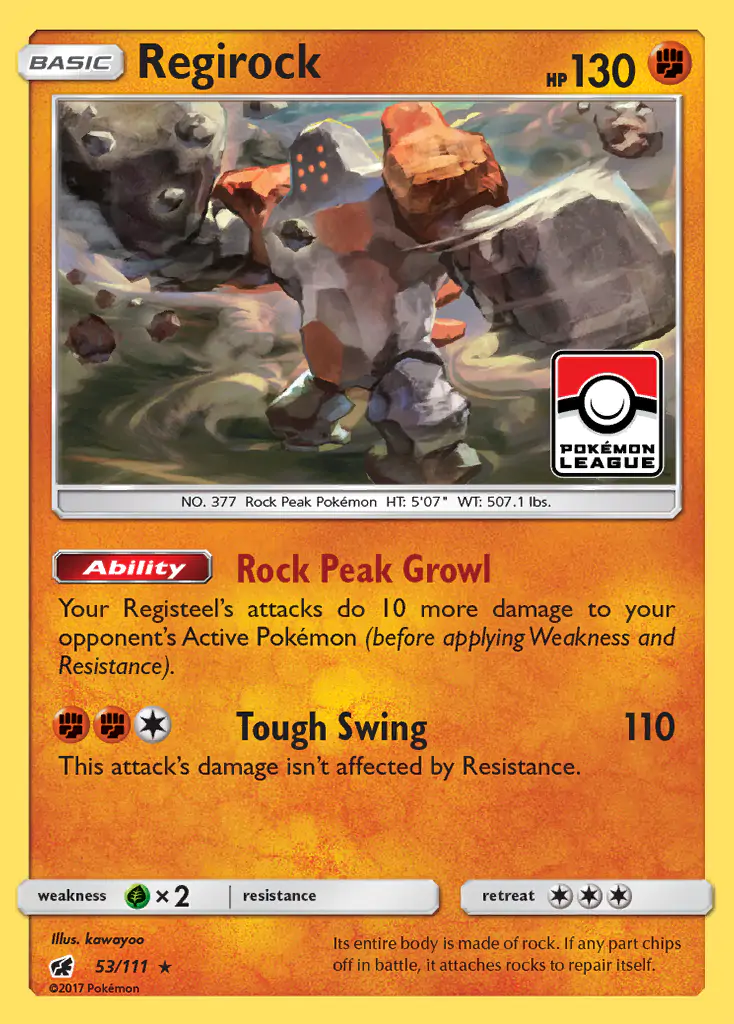 BASIC
Regirock
HP 130
POKÉMON
LEAGUE
NO. 377 Rock Peak Pokémon HT: 5'07" WT: 507.1 lbs.
Ability Rock Peak Growl
Your Registeel's attacks do 10 more damage to your
opponent's Active Pokémon (before applying Weakness and
Resistance).
Tough Swing 110
This attack's damage isn't affected by Resistance.
weakness ×2 resistance retreat
Illus. kawayoo
53/111 ★
©2017 Pokémon
Its entire body is made of rock. If any part chips
off in battle, it attaches rocks to repair itself.